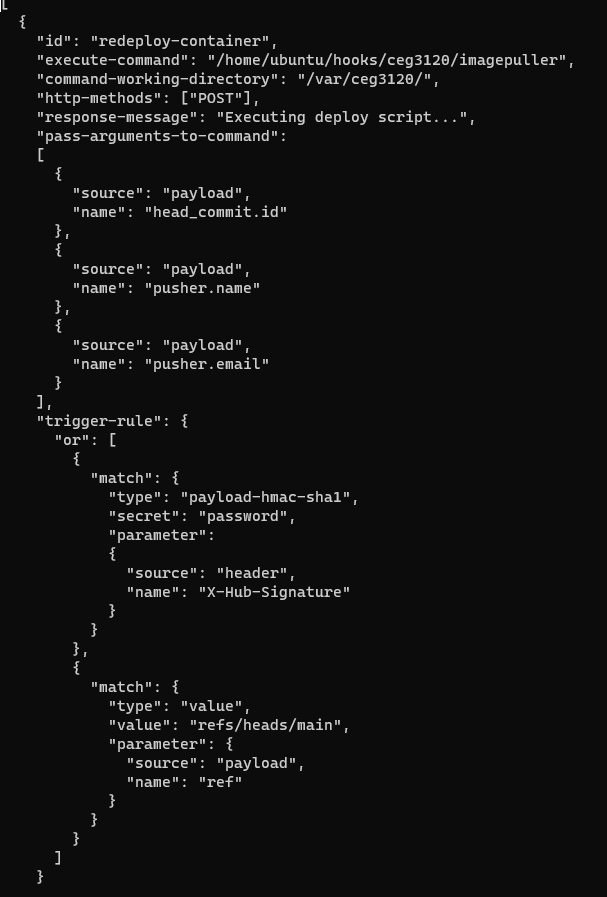 [
  {
    "id": "redeploy-container",
    "execute-command": "/home/ubuntu/hooks/ceg3120/imagepuller",
    "command-working-directory": "/var/ceg3120/",
    "http-methods": ["POST"],
    "response-message": "Executing deploy script...",
    "pass-arguments-to-command":
    [
      {
        "source": "payload",
        "name": "head_commit.id"
      },
      {
        "source": "payload",
        "name": "pusher.name"
      },
      {
        "source": "payload",
        "name": "pusher.email"
      }
    ],
    "trigger-rule": {
      "or": [
        {
          "match": {
            "type": "payload-hmac-sha1",
            "secret": "password",
            "parameter":
            {
              "source": "header",
              "name": "X-Hub-Signature"
            }
          }
        },
        {
          "match": {
            "type": "value",
            "value": "refs/heads/main",
            "parameter": {
              "source": "payload",
              "name": "ref"
            }
          }
        }
      ]
    }